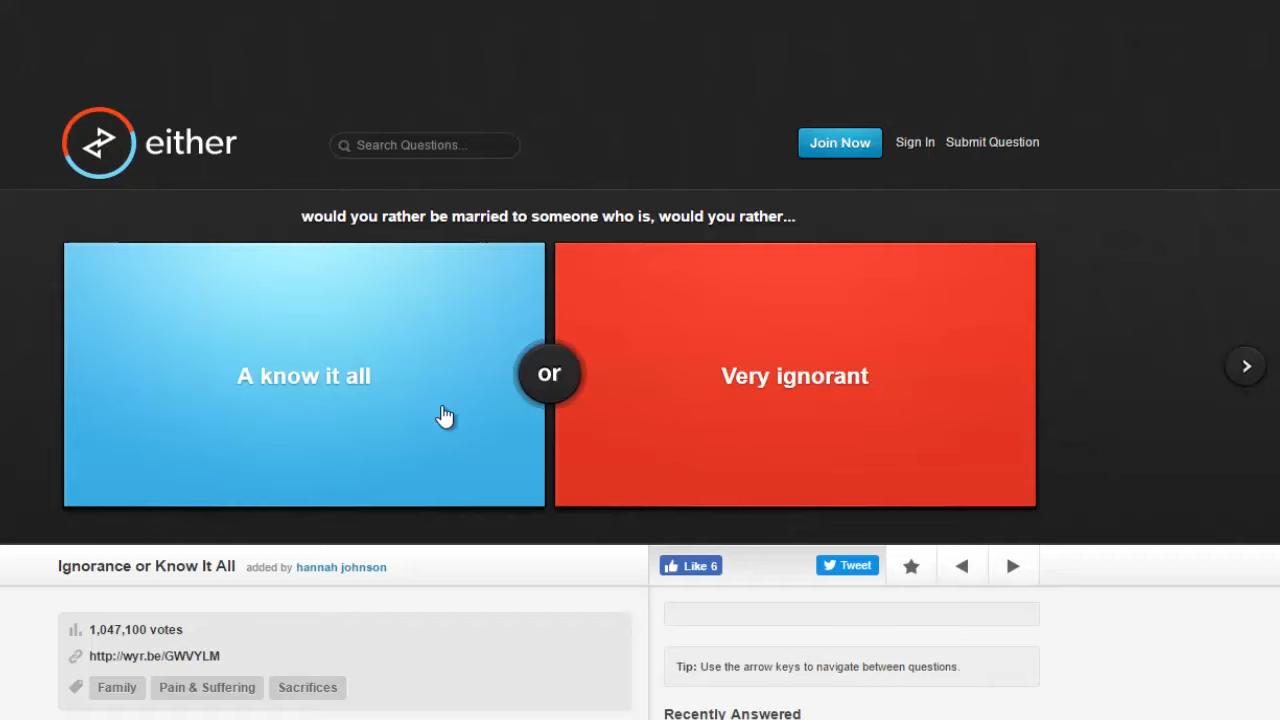 either
Search Questions...
Join Now
Sign In
Submit Question
would you rather be married to someone who is, would you rather...
A know it all
or
Very ignorant
Ignorance or Know It All added by hannah johnson
Like 6
Tweet
1,047,100 votes
http://wyr.be/GWVYLM
Family
Pain & Suffering
Sacrifices
Tip: Use the arrow keys to navigate between questions.
Recently Answered